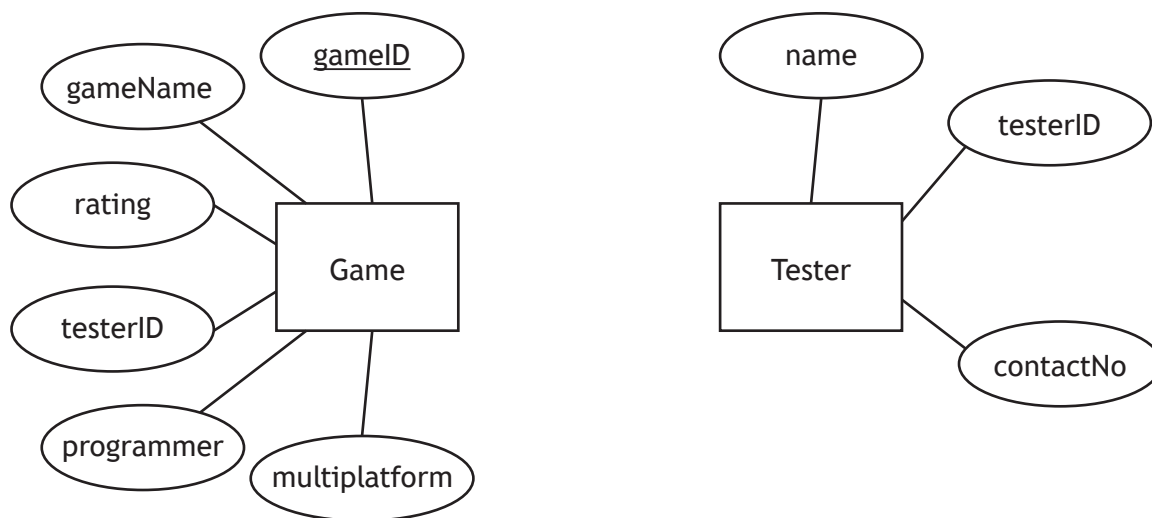 gameID
gameName
rating
testerID
programmer
multiplatform
Game
name
testerID
Tester
contactNo